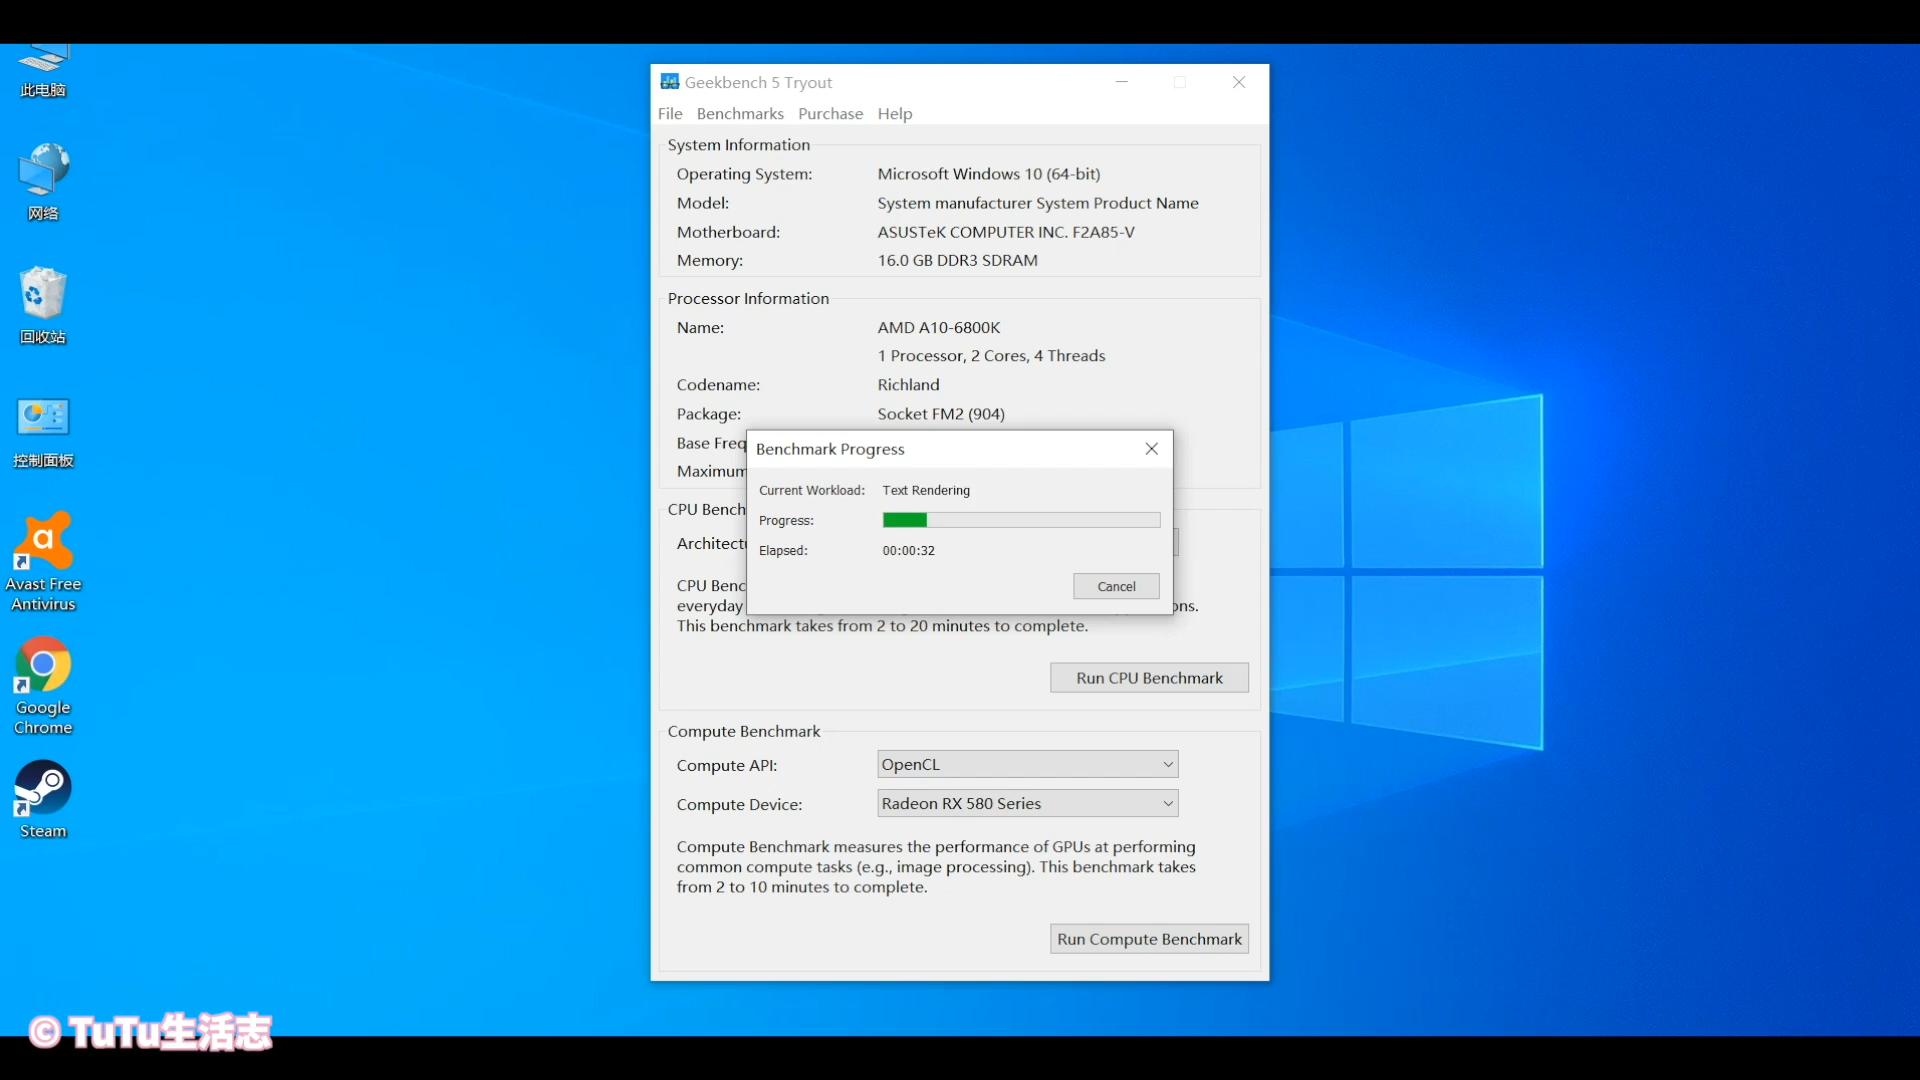 此电脑
网络
回收站
控制面板
Avast Free
Antivirus
Google
Chrome
Steam
Geekbench 5 Tryout
File Benchmarks Purchase Help
System Information
Operating System: Microsoft Windows 10 (64-bit)
Model: System manufacturer System Product Name
Motherboard: ASUSTeK COMPUTER INC. F2A85-V
Memory: 16.0 GB DDR3 SDRAM
Processor Information
Name: AMD A10-6800K
1 Processor, 2 Cores, 4 Threads
Codename: Richland
Package: Socket FM2 (904)
Base Freq
Maximum
Benchmark Progress
Current Workload: Text Rendering
Progress:
Elapsed: 00:00:32
Cancel
CPU Bench
Architectu
CPU Benc
everyday ons.
This benchmark takes from 2 to 20 minutes to complete.
Run CPU Benchmark
Compute Benchmark
Compute API: OpenCL
Compute Device: Radeon RX 580 Series
Compute Benchmark measures the performance of GPUs at performing
common compute tasks (e.g., image processing). This benchmark takes
from 2 to 10 minutes to complete.
Run Compute Benchmark
© TuTu生活志